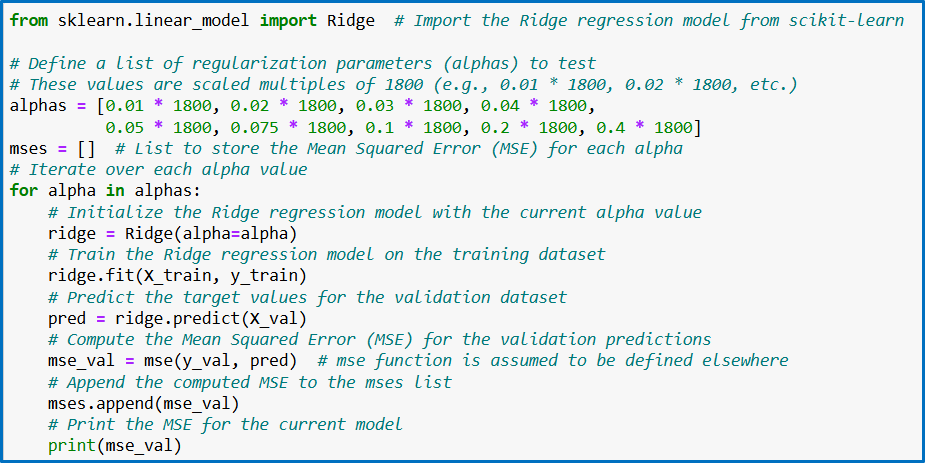 from sklearn.linear_model import Ridge  # Import the Ridge regression model from scikit-learn

# Define a list of regularization parameters (alphas) to test
# These values are scaled multiples of 1800 (e.g., 0.01 * 1800, 0.02 * 1800, etc.)
alphas = [0.01 * 1800, 0.02 * 1800, 0.03 * 1800, 0.04 * 1800,
          0.05 * 1800, 0.075 * 1800, 0.1 * 1800, 0.2 * 1800, 0.4 * 1800]
mses = []  # List to store the Mean Squared Error (MSE) for each alpha
# Iterate over each alpha value
for alpha in alphas:
    # Initialize the Ridge regression model with the current alpha value
    ridge = Ridge(alpha=alpha)
    # Train the Ridge regression model on the training dataset
    ridge.fit(X_train, y_train)
    # Predict the target values for the validation dataset
    pred = ridge.predict(X_val)
    # Compute the Mean Squared Error (MSE) for the validation predictions
    mse_val = mse(y_val, pred)  # mse function is assumed to be defined elsewhere
    # Append the computed MSE to the mses list
    mses.append(mse_val)
    # Print the MSE for the current model
    print(mse_val)